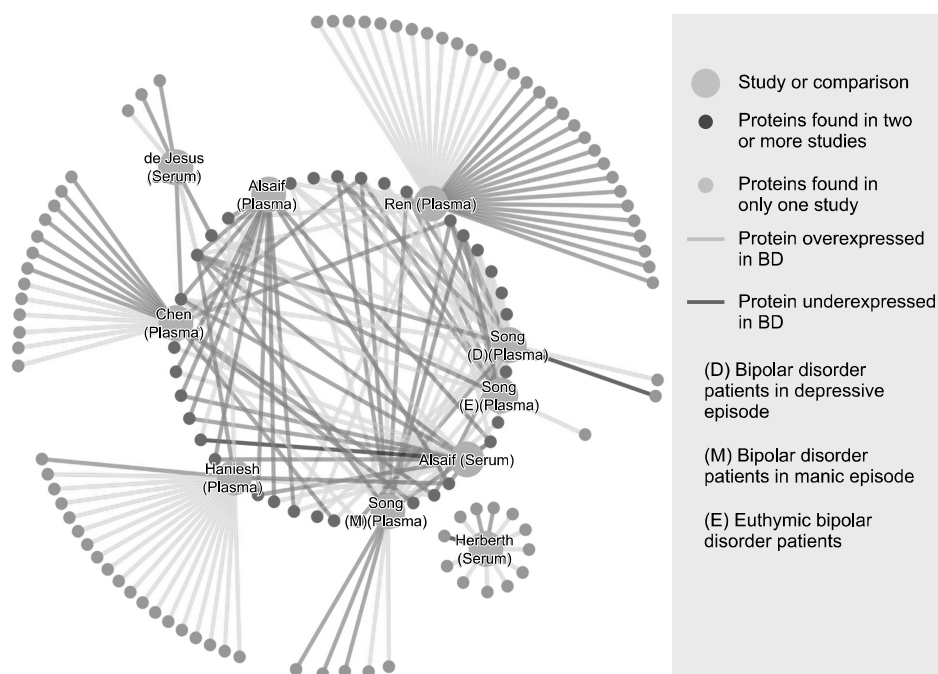 de Jesus
(Serum)
Alsaif
(Plasma)
Ren (Plasma)
Chen
(Plasma)
Song
(D)(Plasma)
Song
(E)(Plasma)
Alsaif (Serum)
Haniesh
(Plasma)
Song
(M)(Plasma)
Herberth
(Serum)
Study or comparison
Proteins found in two
or more studies
Proteins found in
only one study
Protein overexpressed
in BD
Protein underexpressed
in BD
(D) Bipolar disorder
patients in depressive
episode
(M) Bipolar disorder
patients in manic episode
(E) Euthymic bipolar
disorder patients